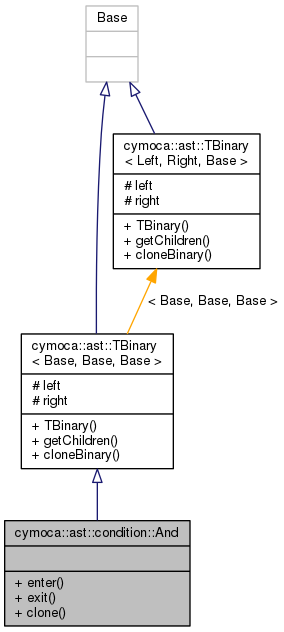 Base
cymoca::ast::TBinary
< Left, Right, Base >
# left
# right
+ TBinary()
+ getChildren()
+ cloneBinary()
< Base, Base, Base >
cymoca::ast::TBinary
< Base, Base, Base >
# left
# right
+ TBinary()
+ getChildren()
+ cloneBinary()
cymoca::ast::condition::And
+ enter()
+ exit()
+ clone()